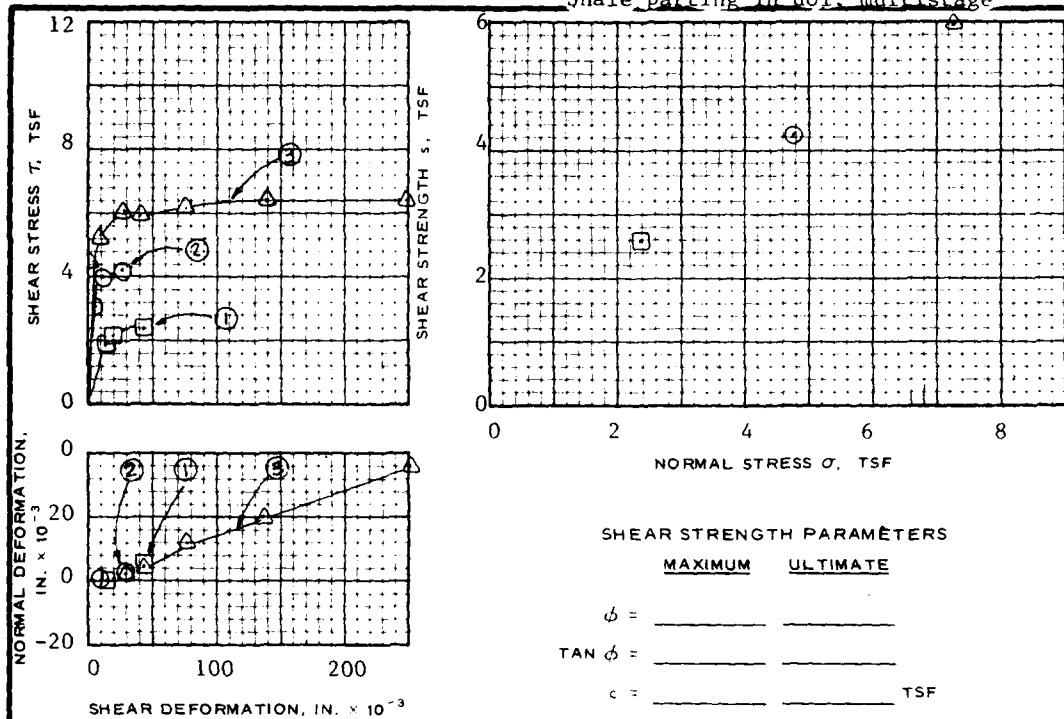 Shale parting in dol. multistage
12
8
4
0
SHEAR STRESS τ, TSF
③
②
①
6
4
2
0
SHEAR STRENGTH s, TSF
0 2 4 6 8
NORMAL STRESS σ, TSF
0
20
0
-20
NORMAL DEFORMATION, IN. × 10⁻³
② ① ③
0 100 200
SHEAR DEFORMATION, IN. × 10⁻³
SHEAR STRENGTH PARAMETERS
MAXIMUM ULTIMATE
ϕ =
TAN ϕ =
c = TSF